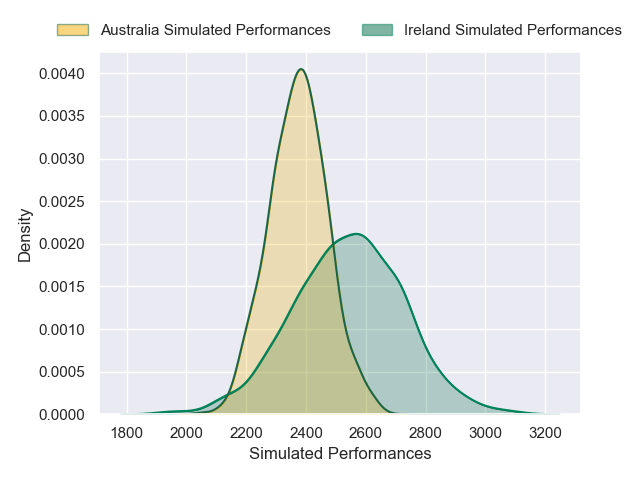 Australia Simulated Performances Ireland Simulated Performances
0.0040
0.0035
0.0030
0.0025
0.0020
0.0015
0.0010
0.0005
0.0000
Density
1800 2000 2200 2400 2600 2800 3000 3200
Simulated Performances